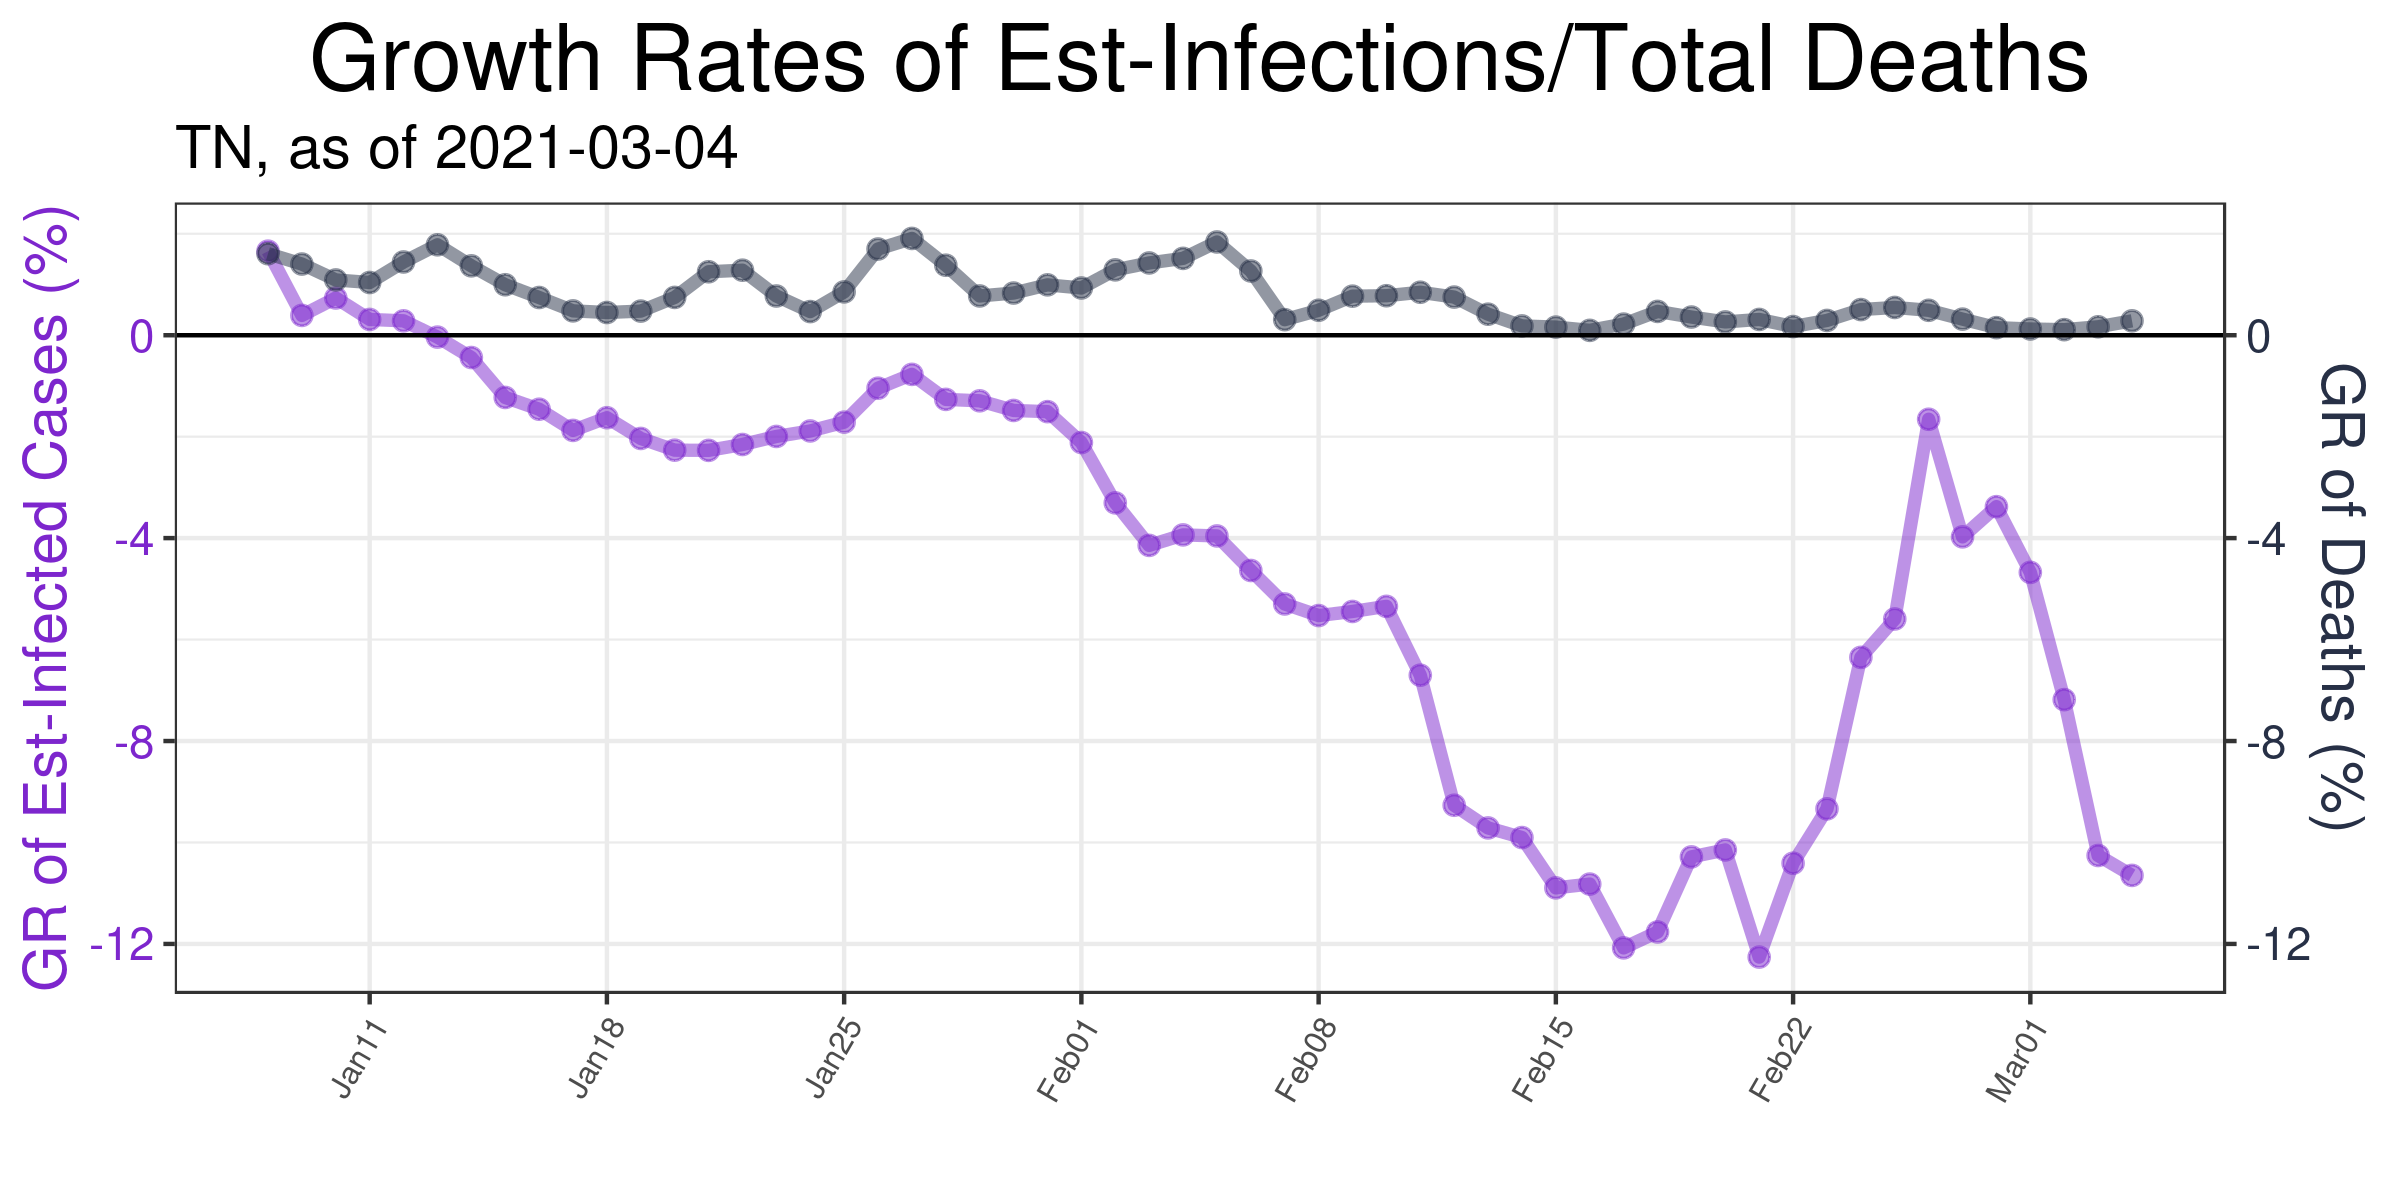 Growth Rates of Est-Infections/Total Deaths
TN, as of 2021-03-04
GR of Est-Infected Cases (%)
0
-4
-8
-12
0
-4
-8
-12
GR of Deaths (%)
Jan11
Jan18
Jan25
Feb01
Feb08
Feb15
Feb22
Mar01